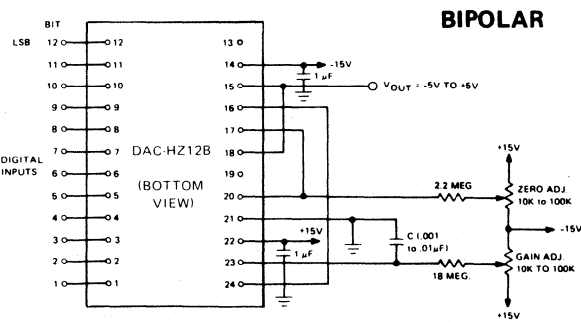 BIPOLAR
BIT
LSB 12 12 13
11 11 14 -15V
1 µF
10 10 15 VOUT = -5V TO +5V
9 9 16
8 8 17
DIGITAL INPUTS
7 7 DAC-HZ12B 18
+15V
6 6 (BOTTOM VIEW) 19
2.2 MEG ZERO ADJ.
5 5 20 10K to 100K
4 4 21 -15V
C (.001 to .01µF)
3 3 22 +15V
1 µF
GAIN ADJ.
2 2 23 18 MEG. 10K TO 100K
1 1 24
+15V